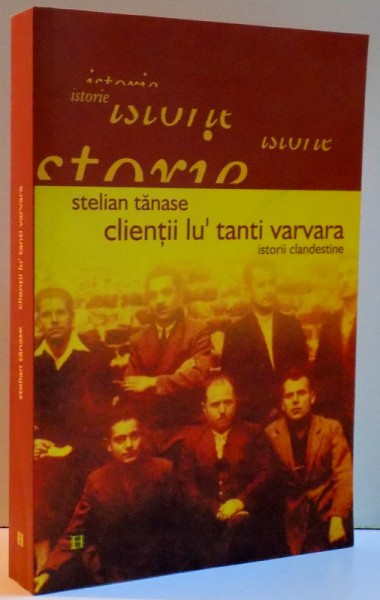 istorie
istorie
istorie
istorie
istorie
stelian tănase
clienții lu' tanti varvara
istorii clandestine
H
stelian tănase clienții lu' tanti varvara
H